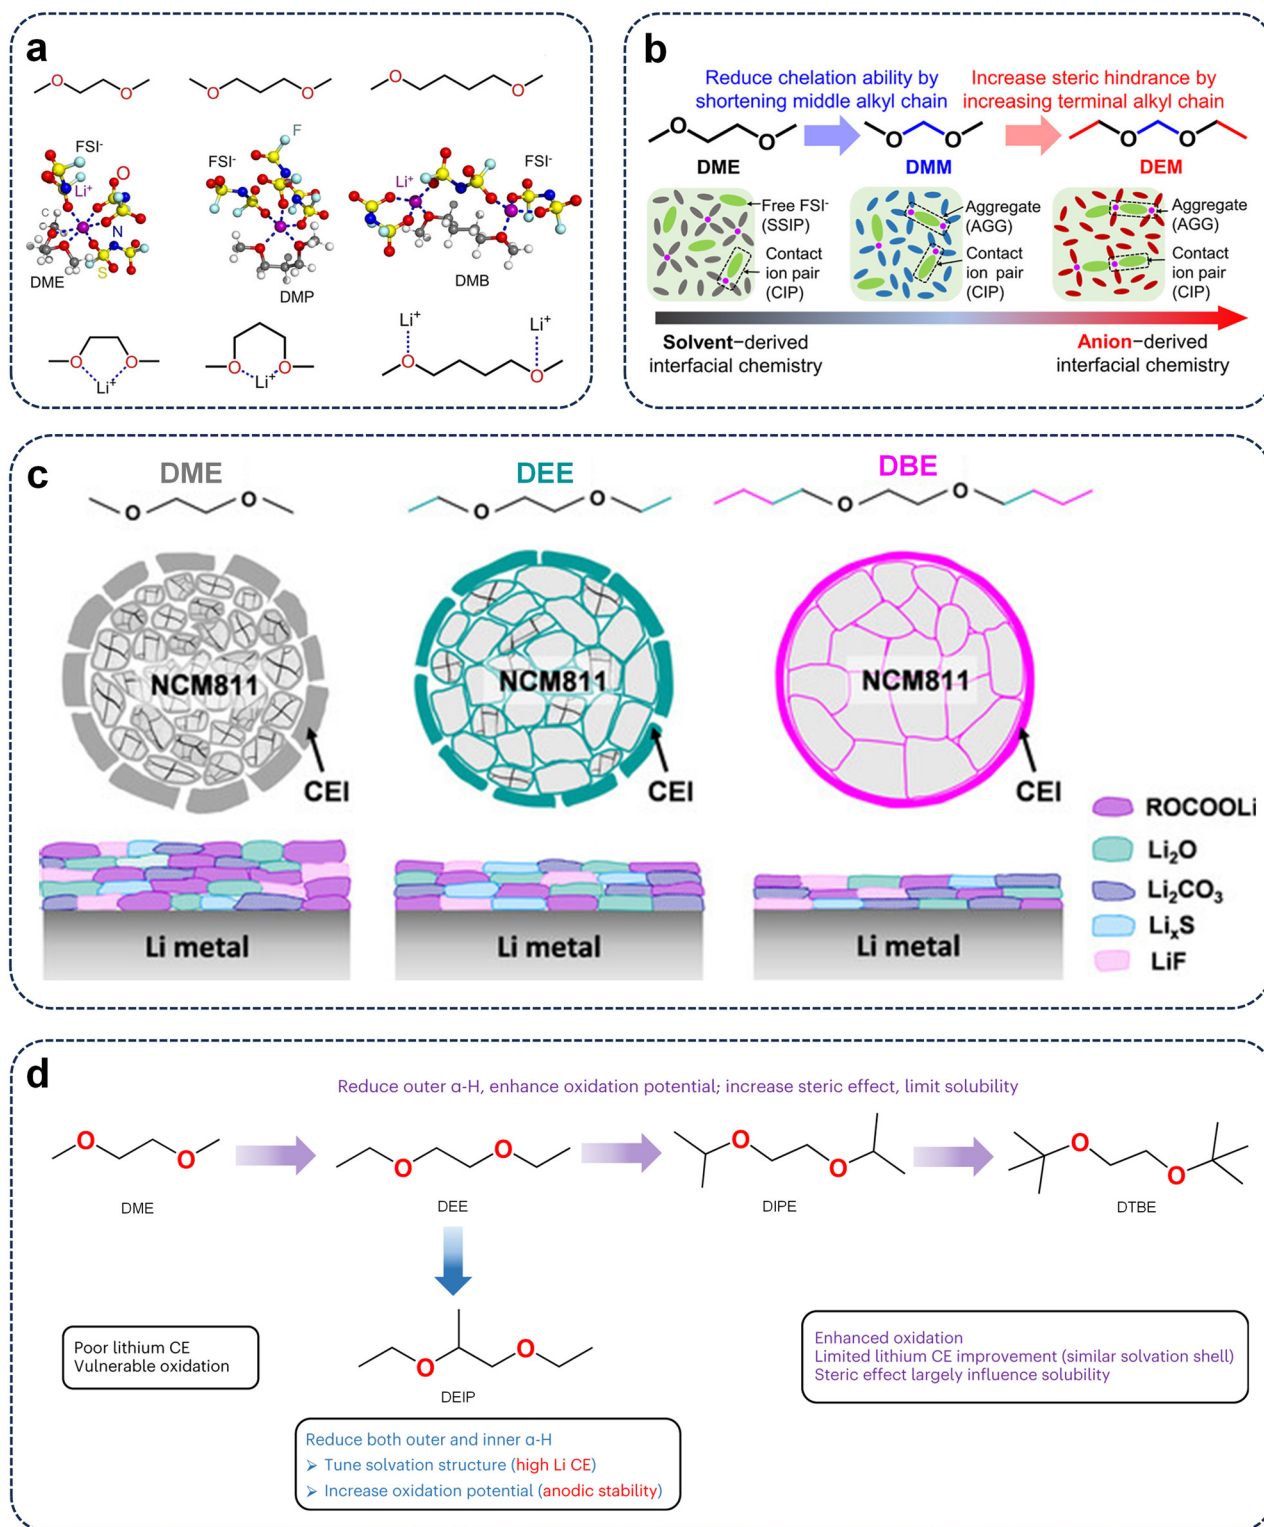 a
O
O
O
O
O
O
FSI⁻
O
Li⁺
C
H
N
S
DME
F
FSI⁻
DMP
Li⁺
FSI⁻
DMB
O
O
Li⁺
O
O
Li⁺
Li⁺
Li⁺
O
O
b
Reduce chelation ability by
shortening middle alkyl chain
Increase steric hindrance by
increasing terminal alkyl chain
O
O
DME
O
O
DMM
O
O
DEM
Free FSI⁻
(SSIP)
Contact
ion pair
(CIP)
Aggregate
(AGG)
Contact
ion pair
(CIP)
Aggregate
(AGG)
Contact
ion pair
(CIP)
Solvent−derived
interfacial chemistry
Anion−derived
interfacial chemistry
c
DME
DEE
DBE
O
O
O
O
O
O
NCM811
CEI
NCM811
CEI
NCM811
CEI
Li metal
Li metal
Li metal
ROCOOLi
Li₂O
Li₂CO₃
LiₓS
LiF
d
Reduce outer α-H, enhance oxidation potential; increase steric effect, limit solubility
O
O
DME
O
O
DEE
O
O
DIPE
O
O
DTBE
Poor lithium CE
Vulnerable oxidation
O
O
DEIP
Reduce both outer and inner α-H
➢ Tune solvation structure (high Li CE)
➢ Increase oxidation potential (anodic stability)
Enhanced oxidation
Limited lithium CE improvement (similar solvation shell)
Steric effect largely influence solubility